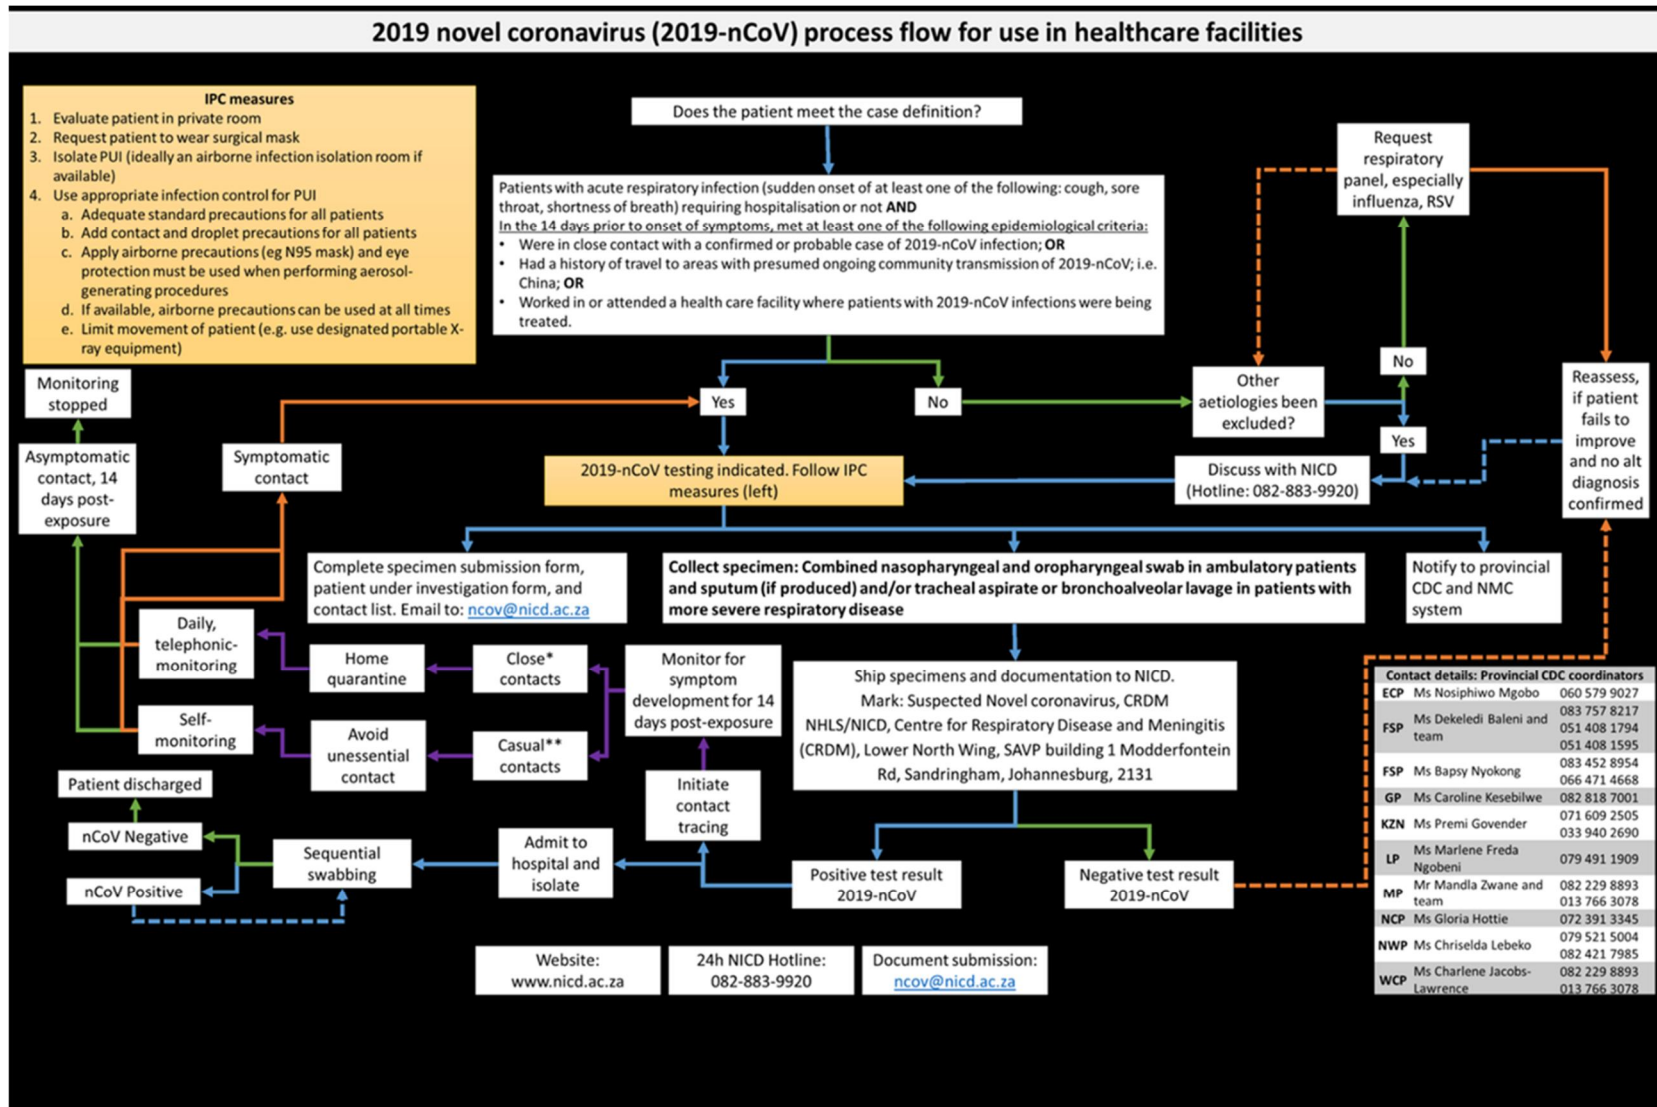 2019 novel coronavirus (2019-nCoV) process flow for use in healthcare facilities
IPC measures
1. Evaluate patient in private room
2. Request patient to wear surgical mask
3. Isolate PUI (ideally an airborne infection isolation room if
available)
4. Use appropriate infection control for PUI
a. Adequate standard precautions for all patients
b. Add contact and droplet precautions for all patients
c. Apply airborne precautions (eg N95 mask) and eye
protection must be used when performing aerosol-
generating procedures
d. If available, airborne precautions can be used at all times
e. Limit movement of patient (e.g. use designated portable X-
ray equipment)
Does the patient meet the case definition?
Patients with acute respiratory infection (sudden onset of at least one of the following: cough, sore
throat, shortness of breath) requiring hospitalisation or not AND
In the 14 days prior to onset of symptoms, met at least one of the following epidemiological criteria:
• Were in close contact with a confirmed or probable case of 2019-nCoV infection; OR
• Had a history of travel to areas with presumed ongoing community transmission of 2019-nCoV; i.e.
China; OR
• Worked in or attended a health care facility where patients with 2019-nCoV infections were being
treated.
Request
respiratory
panel, especially
influenza, RSV
Yes
No
Other
aetiologies been
excluded?
No
Yes
Reassess,
if patient
fails to
improve
and no alt
diagnosis
confirmed
Monitoring
stopped
Asymptomatic
contact, 14
days post-
exposure
Symptomatic
contact
2019-nCoV testing indicated. Follow IPC
measures (left)
Discuss with NICD
(Hotline: 082-883-9920)
Complete specimen submission form,
patient under investigation form, and
contact list. Email to: ncov@nicd.ac.za
Collect specimen: Combined nasopharyngeal and oropharyngeal swab in ambulatory patients
and sputum (if produced) and/or tracheal aspirate or bronchoalveolar lavage in patients with
more severe respiratory disease
Notify to provincial
CDC and NMC
system
Daily,
telephonic-
monitoring
Home
quarantine
Close*
contacts
Monitor for
symptom
development for 14
days post-exposure
Self-
monitoring
Avoid
unessential
contact
Casual**
contacts
Ship specimens and documentation to NICD.
Mark: Suspected Novel coronavirus, CRDM
NHLS/NICD, Centre for Respiratory Disease and Meningitis
(CRDM), Lower North Wing, SAVP building 1 Modderfontein
Rd, Sandringham, Johannesburg, 2131
Patient discharged
nCoV Negative
nCoV Positive
Sequential
swabbing
Admit to
hospital and
isolate
Initiate
contact
tracing
Positive test result
2019-nCoV
Negative test result
2019-nCoV
Contact details: Provincial CDC coordinators
ECP Ms Nosiphiwo Mgobo 060 579 9027
FSP Ms Dekeledi Baleni and team 083 757 8217
051 408 1794
051 408 1595
FSP Ms Bapsy Nyokong 083 452 8954
066 471 4668
GP Ms Caroline Kesebilwe 082 818 7001
KZN Ms Premi Govender 071 609 2505
033 940 2690
LP Ms Marlene Freda Ngobeni 079 491 1909
MP Mr Mandla Zwane and team 082 229 8893
013 766 3078
NCP Ms Gloria Hottie 072 391 3345
NWP Ms Chriselda Lebeko 079 521 5004
082 421 7985
WCP Ms Charlene Jacobs-Lawrence 082 229 8893
013 766 3078
Website:
www.nicd.ac.za
24h NICD Hotline:
082-883-9920
Document submission:
ncov@nicd.ac.za